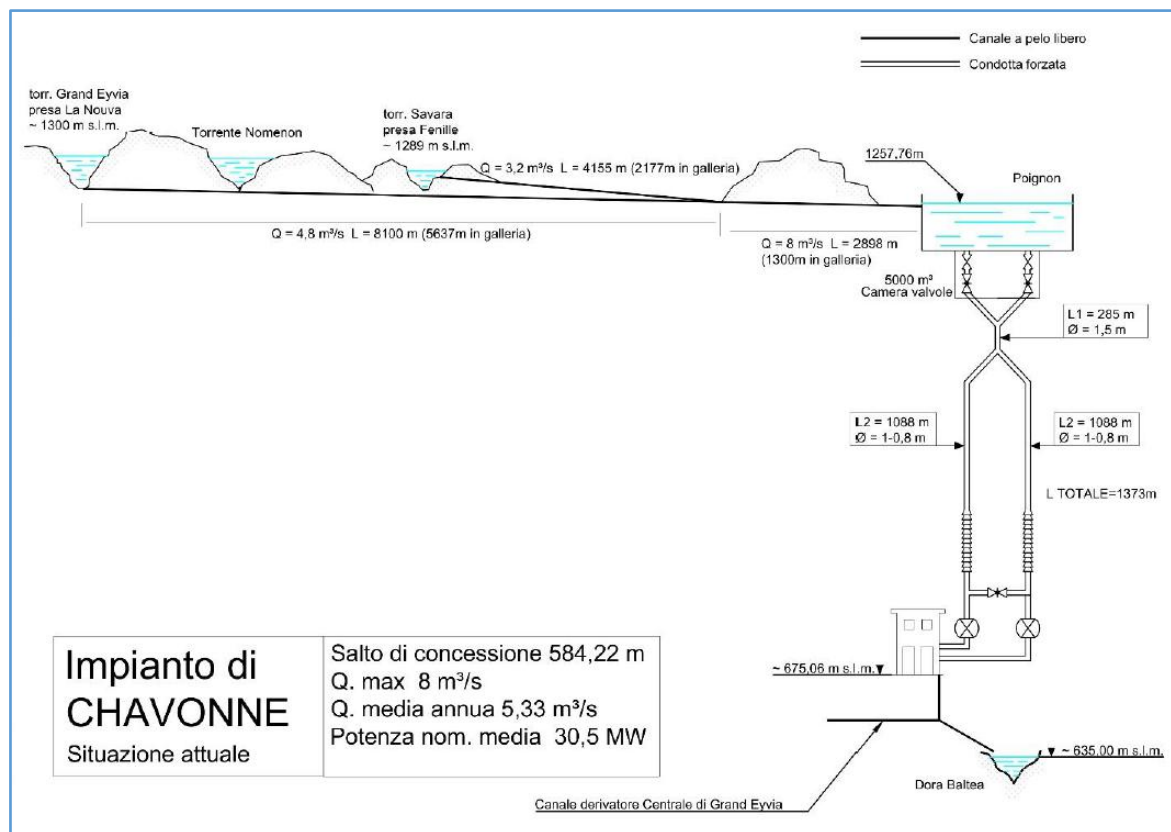 Canale a pelo libero
Condotta forzata
torr. Grand Eyvia
presa La Nouva
~ 1300 m s.l.m.
Torrente Nomenon
torr. Savara
presa Fenille
~ 1289 m s.l.m.
Q = 3,2 m³/s L = 4155 m (2177m in galleria)
1257,76m
Poignon
Q = 4,8 m³/s L = 8100 m (5637m in galleria)
Q = 8 m³/s L = 2898 m
(1300m in galleria)
5000 m³
Camera valvole
L1 = 285 m
Ø = 1,5 m
L2 = 1088 m
Ø = 1-0,8 m
L2 = 1088 m
Ø = 1-0,8 m
L TOTALE=1373m
Impianto di
CHAVONNE
Situazione attuale
Salto di concessione 584,22 m
Q. max 8 m³/s
Q. media annua 5,33 m³/s
Potenza nom. media 30,5 MW
~ 675,06 m s.l.m.
~ 635,00 m s.l.m.
Dora Baltea
Canale derivatore Centrale di Grand Eyvia